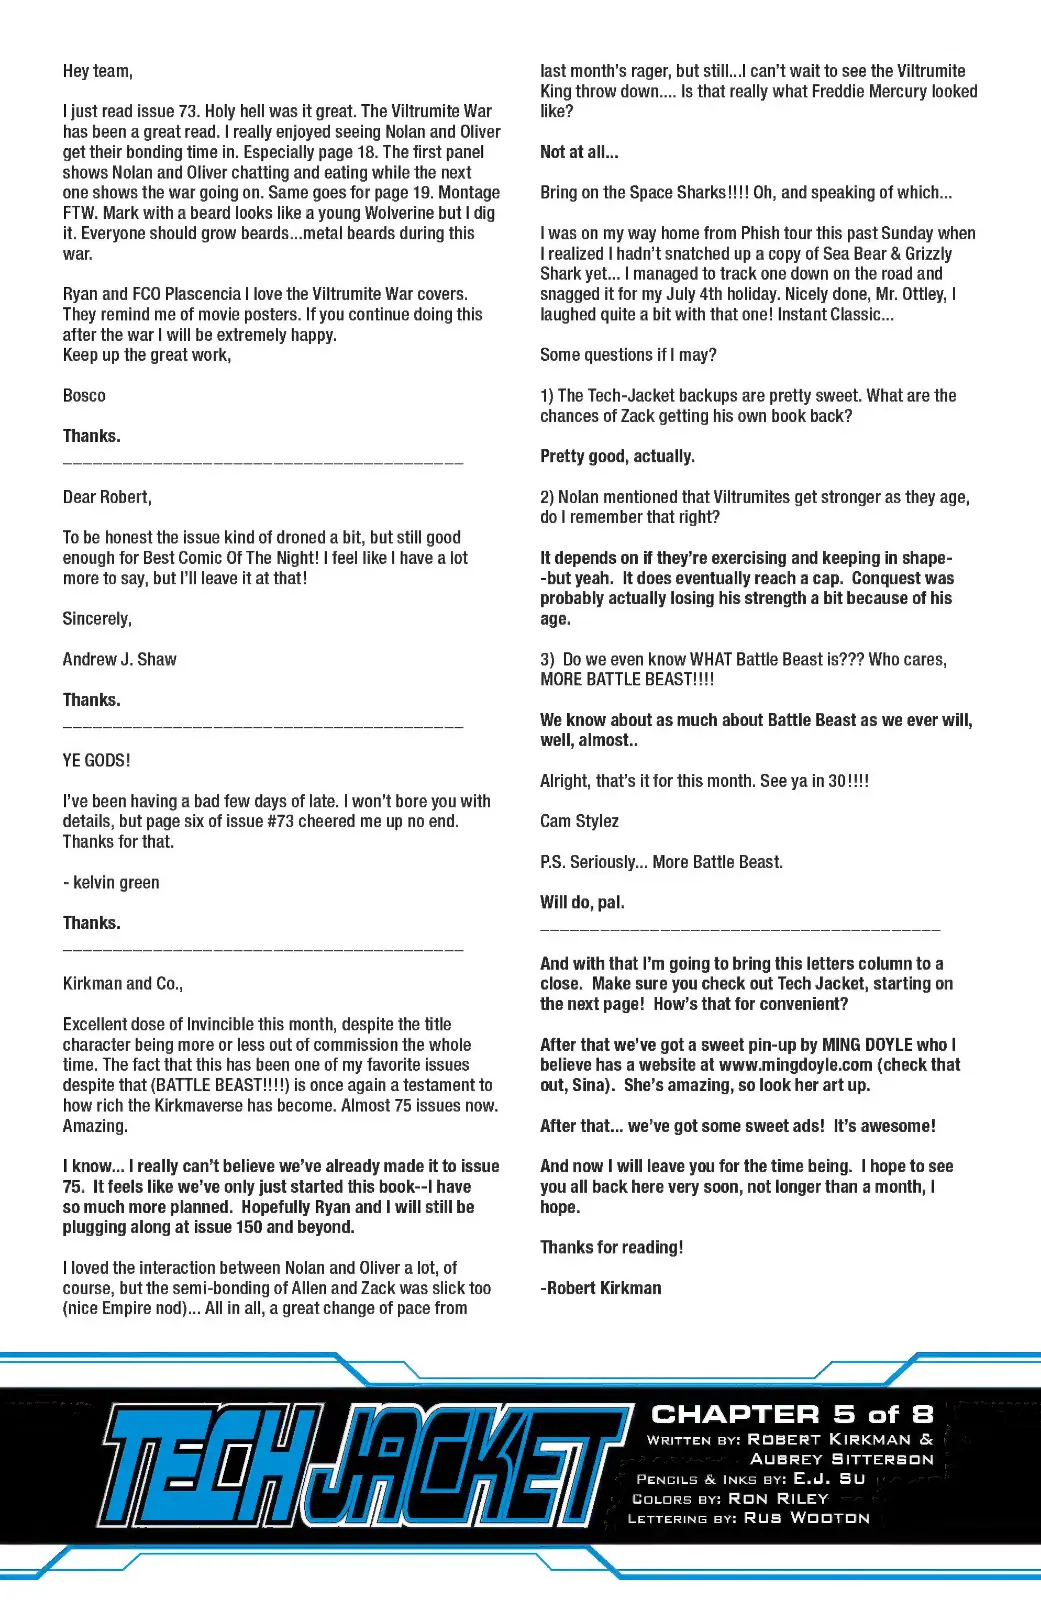 Hey team,
I just read issue 73. Holy hell was it great. The Viltrumite War
has been a great read. I really enjoyed seeing Nolan and Oliver
get their bonding time in. Especially page 18. The first panel
shows Nolan and Oliver chatting and eating while the next
one shows the war going on. Same goes for page 19. Montage
FTW. Mark with a beard looks like a young Wolverine but I dig
it. Everyone should grow beards...metal beards during this
war.
Ryan and FCO Plascencia I love the Viltrumite War covers.
They remind me of movie posters. If you continue doing this
after the war I will be extremely happy.
Keep up the great work,
Bosco
Thanks.
________________________________________
Dear Robert,
To be honest the issue kind of droned a bit, but still good
enough for Best Comic Of The Night! I feel like I have a lot
more to say, but I'll leave it at that!
Sincerely,
Andrew J. Shaw
Thanks.
________________________________________
YE GODS!
I've been having a bad few days of late. I won't bore you with
details, but page six of issue #73 cheered me up no end.
Thanks for that.
- kelvin green
Thanks.
________________________________________
Kirkman and Co.,
Excellent dose of Invincible this month, despite the title
character being more or less out of commission the whole
time. The fact that this has been one of my favorite issues
despite that (BATTLE BEAST!!!!) is once again a testament to
how rich the Kirkmaverse has become. Almost 75 issues now.
Amazing.
I know... I really can't believe we've already made it to issue
75.  It feels like we've only just started this book--I have
so much more planned.  Hopefully Ryan and I will still be
plugging along at issue 150 and beyond.
I loved the interaction between Nolan and Oliver a lot, of
course, but the semi-bonding of Allen and Zack was slick too
(nice Empire nod)... All in all, a great change of pace from
last month's rager, but still...I can't wait to see the Viltrumite
King throw down.... Is that really what Freddie Mercury looked
like?
Not at all...
Bring on the Space Sharks!!!! Oh, and speaking of which...
I was on my way home from Phish tour this past Sunday when
I realized I hadn't snatched up a copy of Sea Bear & Grizzly
Shark yet... I managed to track one down on the road and
snagged it for my July 4th holiday. Nicely done, Mr. Ottley, I
laughed quite a bit with that one! Instant Classic...
Some questions if I may?
1) The Tech-Jacket backups are pretty sweet. What are the
chances of Zack getting his own book back?
Pretty good, actually.
2) Nolan mentioned that Viltrumites get stronger as they age,
do I remember that right?
It depends on if they're exercising and keeping in shape-
-but yeah.  It does eventually reach a cap.  Conquest was
probably actually losing his strength a bit because of his
age.
3)  Do we even know WHAT Battle Beast is??? Who cares,
MORE BATTLE BEAST!!!!
We know about as much about Battle Beast as we ever will,
well, almost..
Alright, that's it for this month. See ya in 30!!!!
Cam Stylez
P.S. Seriously... More Battle Beast.
Will do, pal.
________________________________________
And with that I'm going to bring this letters column to a
close.  Make sure you check out Tech Jacket, starting on
the next page!  How's that for convenient?
After that we've got a sweet pin-up by MING DOYLE who I
believe has a website at www.mingdoyle.com (check that
out, Sina).  She's amazing, so look her art up.
After that... we've got some sweet ads!  It's awesome!
And now I will leave you for the time being.  I hope to see
you all back here very soon, not longer than a month, I
hope.
Thanks for reading!
-Robert Kirkman
TECH JACKET
CHAPTER 5 of 8
WRITTEN BY: ROBERT KIRKMAN &
AUBREY SITTERSON
PENCILS & INKS BY: E.J. SU
COLORS BY: RON RILEY
LETTERING BY: RUS WOOTON